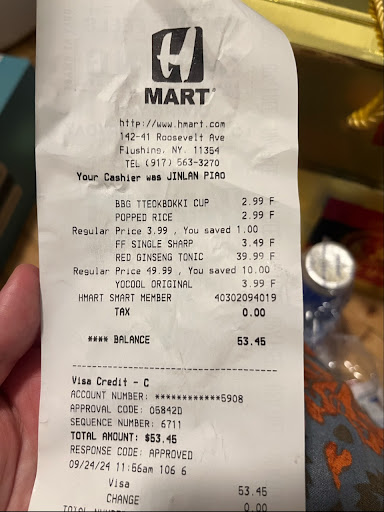 H
MART
http://www.hmart.com
142-41 Roosevelt Ave
Flushing, NY. 11354
TEL (917) 563-3270
Your Cashier was JINLAN PIAO
BBG TTEOKBOKKI CUP 2.99 F
POPPED RICE 2.99 F
Regular Price 3.99 , You saved 1.00
FF SINGLE SHARP 3.49 F
RED GINSENG TONIC 39.99 F
Regular Price 49.99 , You saved 10.00
YOCOOL ORIGINAL 3.99 F
HMART SMART MEMBER 40302094019
TAX 0.00
**** BALANCE 53.45
Visa Credit - C
ACCOUNT NUMBER: ************5908
APPROVAL CODE: 05842D
SEQUENCE NUMBER: 6711
TOTAL AMOUNT: $53.45
RESPONSE CODE: APPROVED
09/24/24 11:56am 106 6
Visa 53.45
CHANGE 0.00